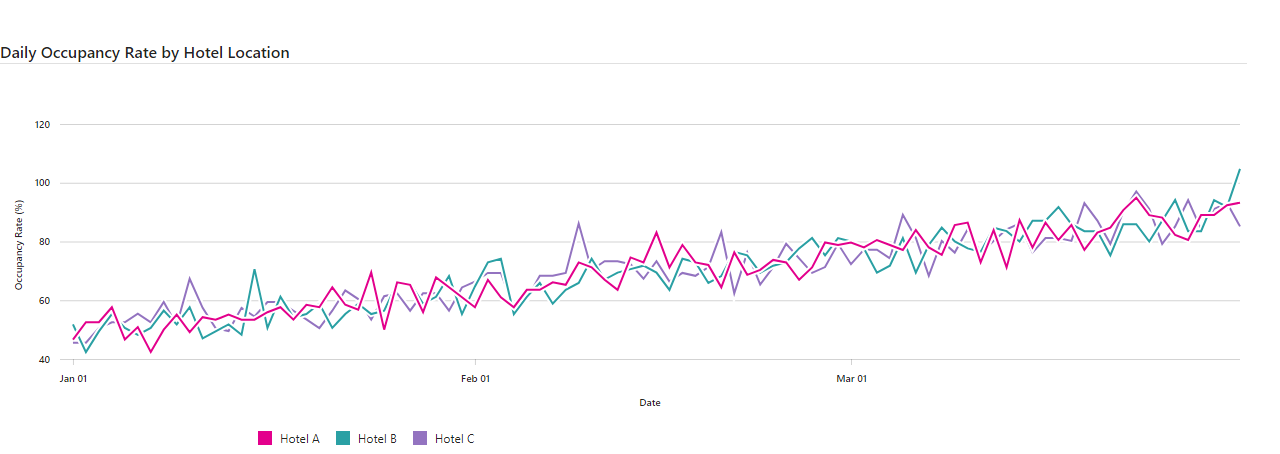 Daily Occupancy Rate by Hotel Location
120
100
80
60
40
Occupancy Rate (%)
Jan 01 Feb 01 Mar 01
Date
Hotel A Hotel B Hotel C